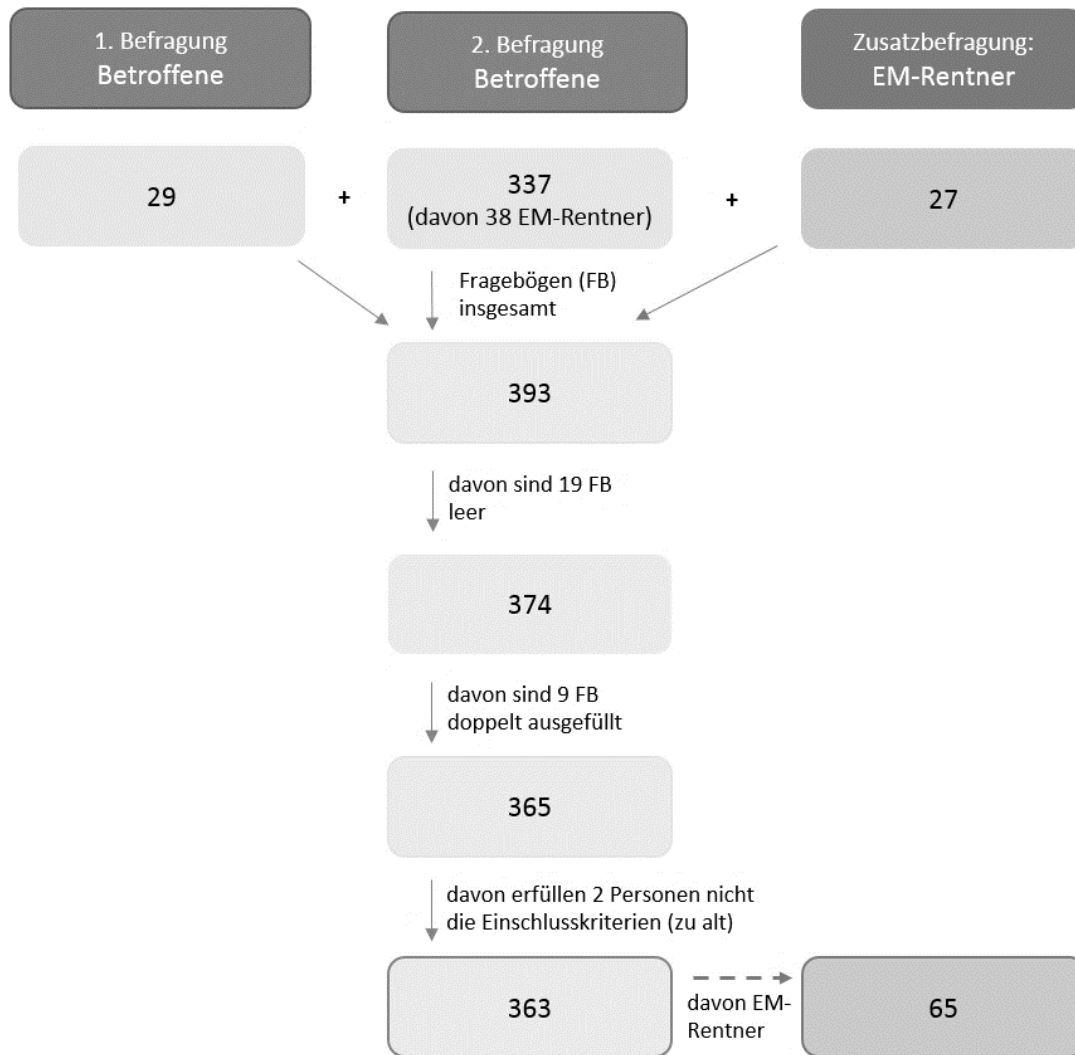 1. Befragung
Betroffene
2. Befragung
Betroffene
Zusatzbefragung:
EM-Rentner
29
+
337
(davon 38 EM-Rentner)
+
27
Fragebögen (FB)
insgesamt
393
davon sind 19 FB
leer
374
davon sind 9 FB
doppelt ausgefüllt
365
davon erfüllen 2 Personen nicht
die Einschlusskriterien (zu alt)
363
davon EM-
Rentner
65